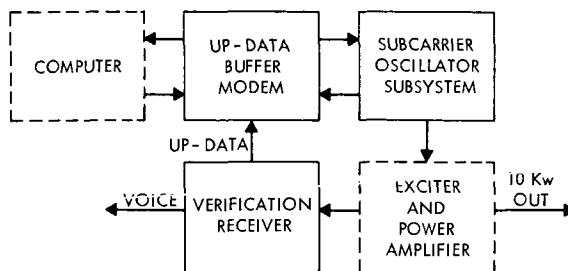 COMPUTER
UP-DATA
BUFFER
MODEM
SUBCARRIER
OSCILLATOR
SUBSYSTEM
UP-DATA
VOICE
VERIFICATION
RECEIVER
EXCITER
AND
POWER
AMPLIFIER
10 Kw
OUT